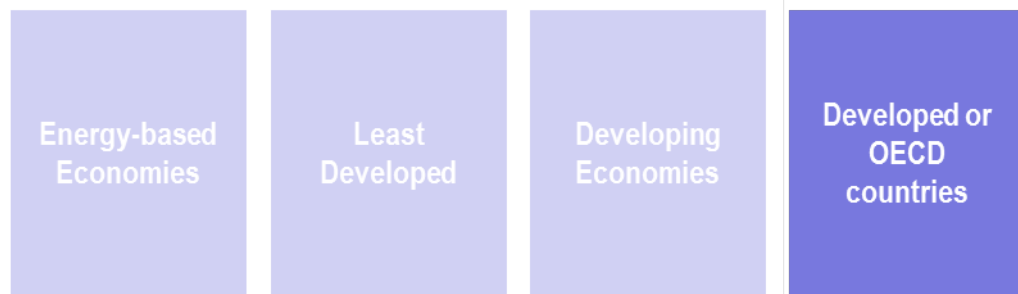 Energy-based
Economies
Least
Developed
Developing
Economies
Developed or
OECD
countries